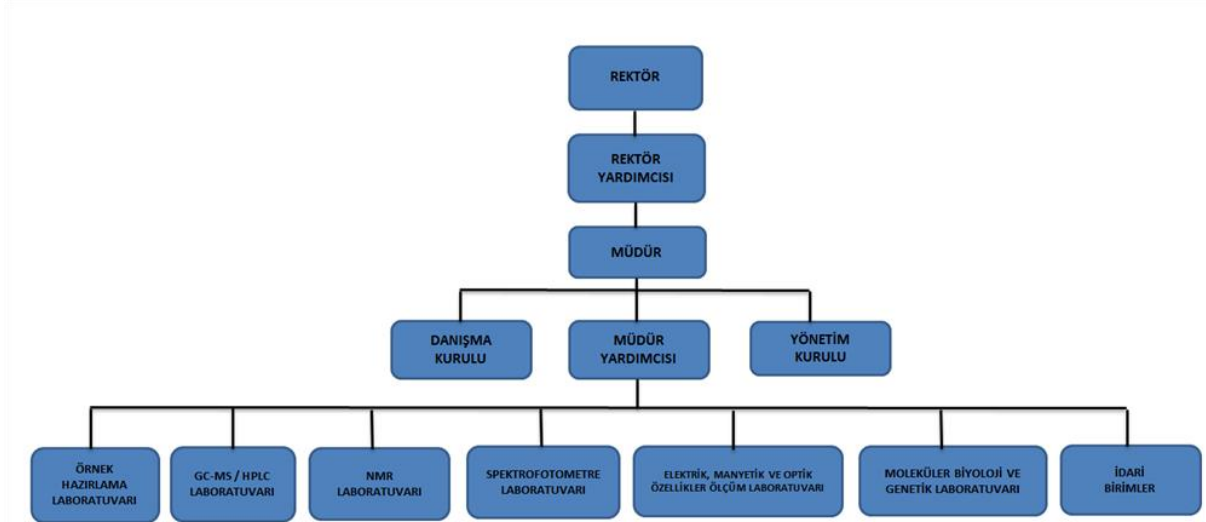 REKTÖR
REKTÖR
YARDIMCISI
MÜDÜR
DANIŞMA
KURULU
MÜDÜR
YARDIMCISI
YÖNETİM
KURULU
ÖRNEK
HAZIRLAMA
LABORATUVARI
GC-MS / HPLC
LABORATUVARI
NMR
LABORATUVARI
SPEKTROFOTOMETRE
LABORATUVARI
ELEKTRİK, MANYETİK VE OPTİK
ÖZELLİKLER ÖLÇÜM LABORATUVARI
MOLEKÜLER BİYOLOJİ VE
GENETİK LABORATUVARI
İDARİ
BİRİMLER